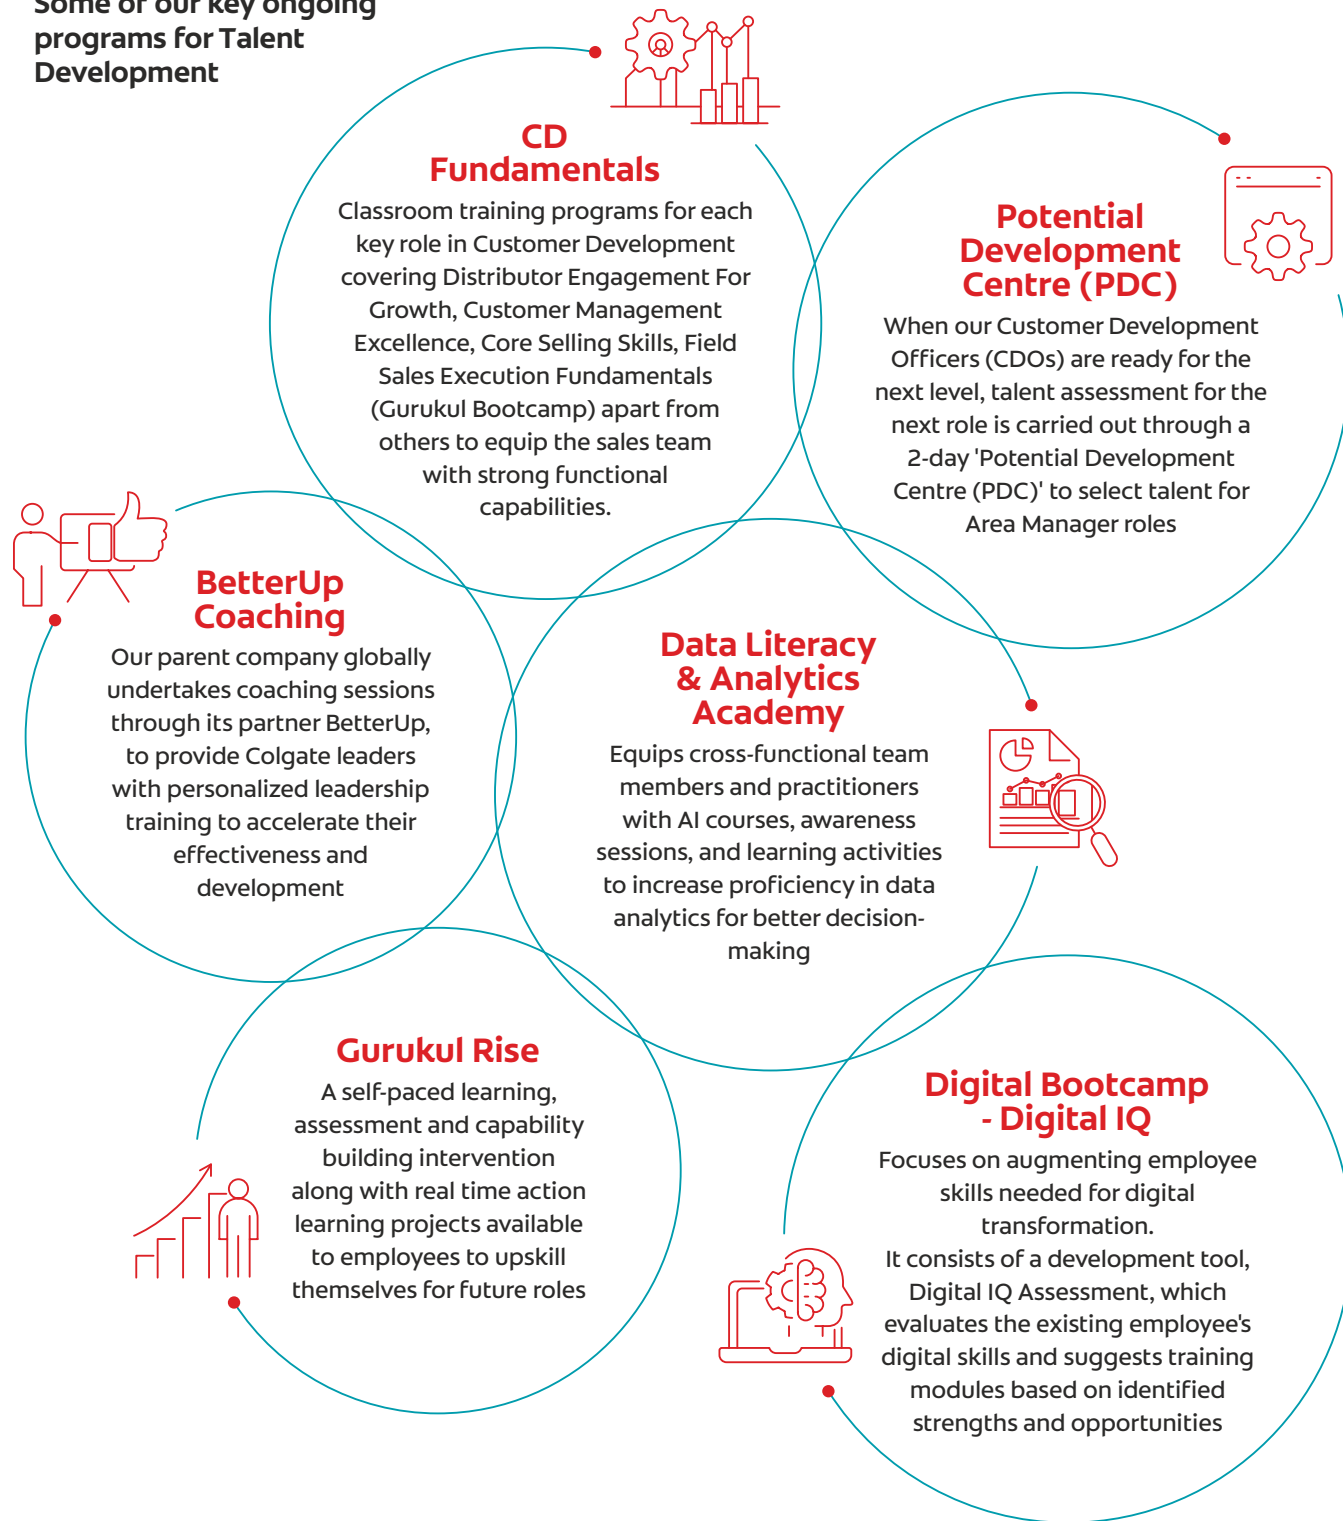 Some of our key ongoing
programs for Talent
Development
CD
Fundamentals
Classroom training programs for each
key role in Customer Development
covering Distributor Engagement For
Growth, Customer Management
Excellence, Core Selling Skills, Field
Sales Execution Fundamentals
(Gurukul Bootcamp) apart from
others to equip the sales team
with strong functional
capabilities.
Potential
Development
Centre (PDC)
When our Customer Development
Officers (CDOs) are ready for the
next level, talent assessment for the
next role is carried out through a
2-day 'Potential Development
Centre (PDC)' to select talent for
Area Manager roles
BetterUp
Coaching
Our parent company globally
undertakes coaching sessions
through its partner BetterUp,
to provide Colgate leaders
with personalized leadership
training to accelerate their
effectiveness and
development
Data Literacy
& Analytics
Academy
Equips cross-functional team
members and practitioners
with AI courses, awareness
sessions, and learning activities
to increase proficiency in data
analytics for better decision-
making
Gurukul Rise
A self-paced learning,
assessment and capability
building intervention
along with real time action
learning projects available
to employees to upskill
themselves for future roles
Digital Bootcamp
- Digital IQ
Focuses on augmenting employee
skills needed for digital
transformation.
It consists of a development tool,
Digital IQ Assessment, which
evaluates the existing employee's
digital skills and suggests training
modules based on identified
strengths and opportunities